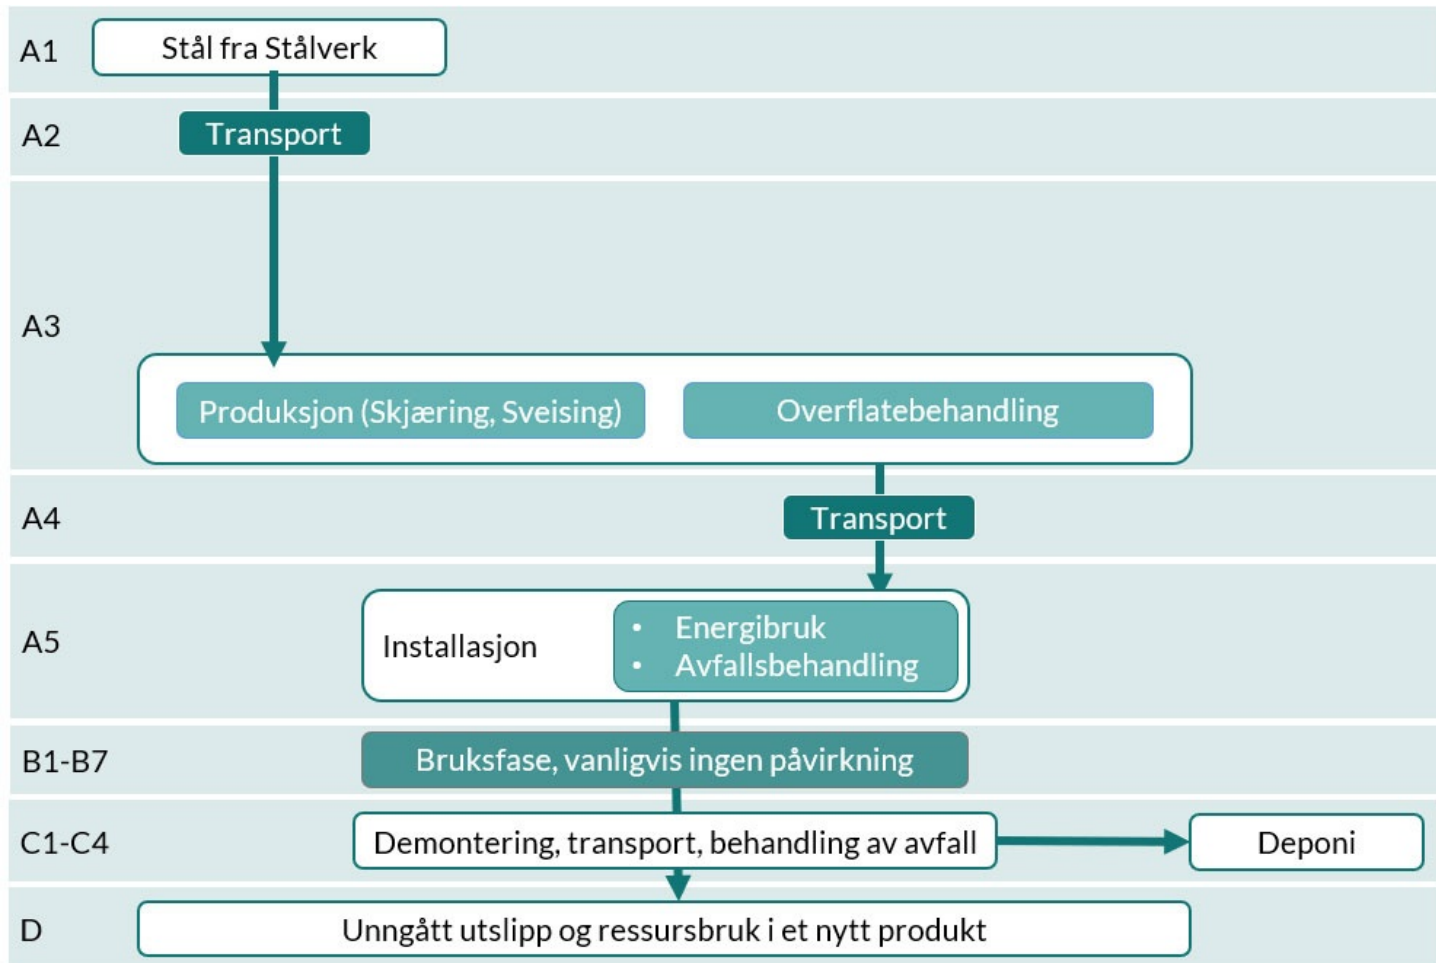 A1
Stål fra Stålverk
A2
Transport
A3
Produksjon (Skjæring, Sveising)
Overflatebehandling
A4
Transport
A5
Installasjon
• Energibruk
• Avfallsbehandling
B1-B7
Bruksfase, vanligvis ingen påvirkning
C1-C4
Demontering, transport, behandling av avfall
Deponi
D
Unngått utslipp og ressursbruk i et nytt produkt